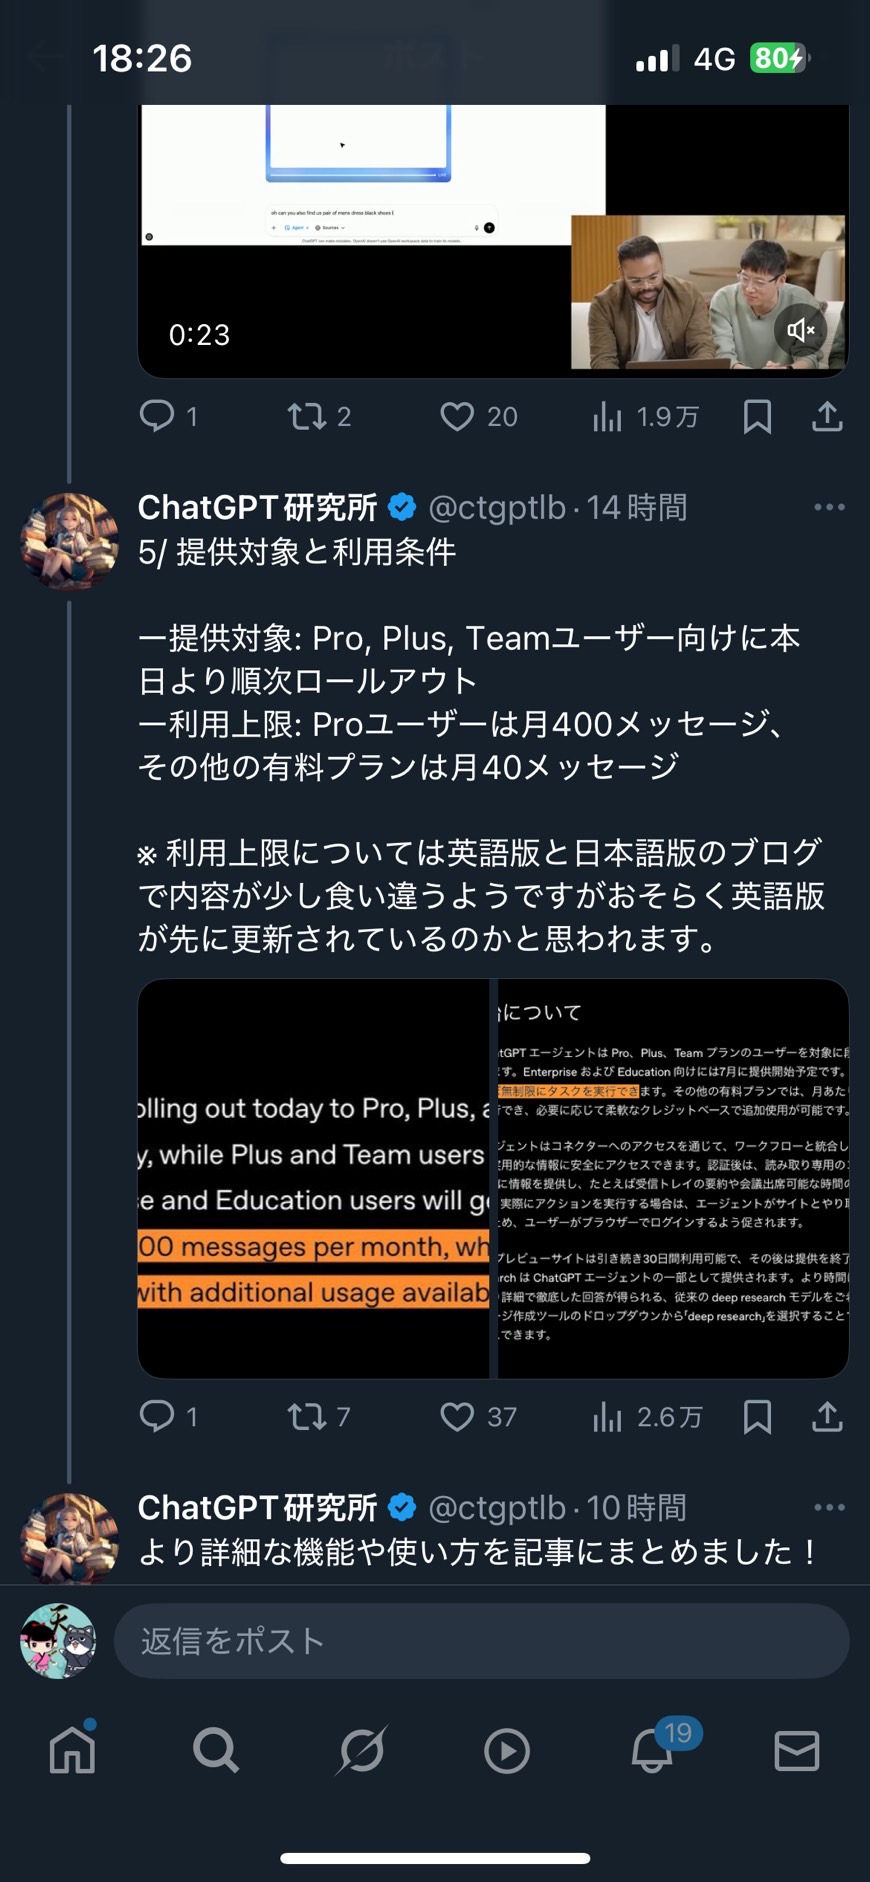 18:26
4G
80
ポスト
oh can you also find us pair of mens dress black shoes
Agent
Sources
0:23
1
2
20
1.9万
ChatGPT研究所 @ctgptlb · 14時間
5/ 提供対象と利用条件
ー提供対象: Pro, Plus, Teamユーザー向けに本
日より順次ロールアウト
ー利用上限: Proユーザーは月400メッセージ、
その他の有料プランは月40メッセージ
※ 利用上限については英語版と日本語版のブログ
で内容が少し食い違うようですがおそらく英語版
が先に更新されているのかと思われます。
olling out today to Pro, Plus, a
y, while Plus and Team users
e and Education users will ge
00 messages per month, wh
with additional usage availab
について
tGPT エージェントは Pro、Plus、Team プランのユーザーを対象に
す。Enterprise および Education 向けには7月に提供開始予定です。
無制限にタスクを実行できます。その他の有料プランでは、月あた
でき、必要に応じて柔軟なクレジットベースで追加使用が可能です。
ジェントはコネクターへのアクセスを通じて、ワークフローと統合し
用的な情報に安全にアクセスできます。認証後は、読み取り専用の
に情報を提供し、たとえば受信トレイの要約や会議出席可能な時間の
実際にアクションを実行する場合は、エージェントがサイトとやり
め、ユーザーがブラウザーでログインするよう促されます。
プレビューサイトは引き続き30日間利用可能で、その後は提供を終了
rch は ChatGPT エージェントの一部として提供されます。より時間
詳細で徹底した回答が得られる、従来の deep research モデルをご
ジ作成ツールのドロップダウンから「deep research」を選択すること
できます。
1
7
37
2.6万
ChatGPT研究所 @ctgptlb · 10時間
より詳細な機能や使い方を記事にまとめました！
天
返信をポスト
19